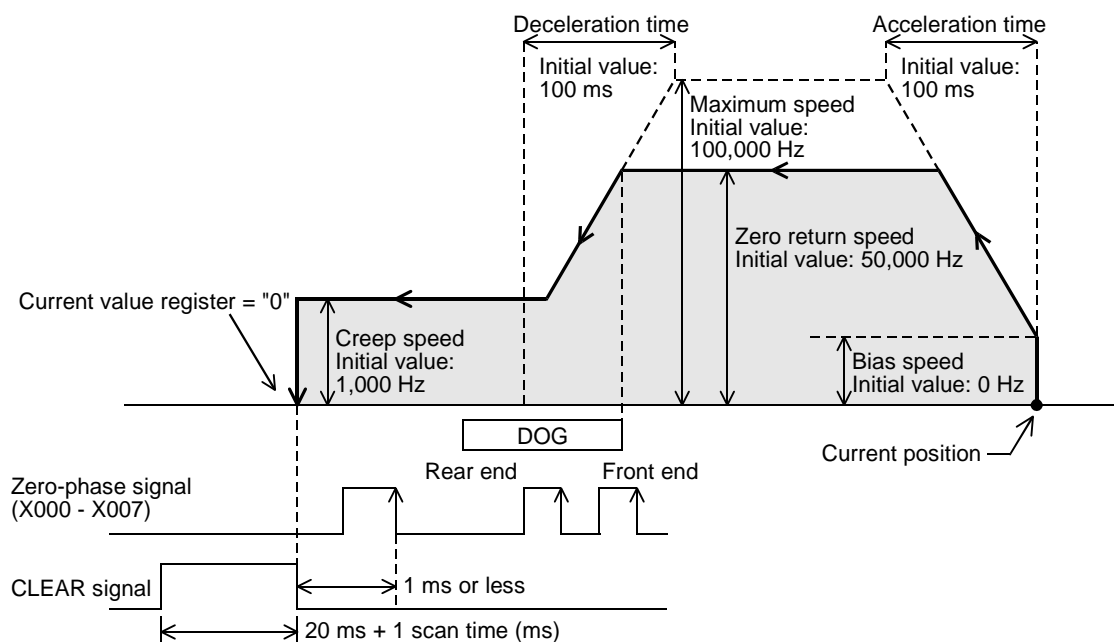 Deceleration time
Acceleration time
Initial value:
100 ms
Initial value:
100 ms
Maximum speed
Initial value:
100,000 Hz
Zero return speed
Initial value: 50,000 Hz
Current value register = "0"
Creep speed
Initial value:
1,000 Hz
Bias speed
Initial value: 0 Hz
DOG
Current position
Rear end
Front end
Zero-phase signal
(X000 - X007)
CLEAR signal
1 ms or less
20 ms + 1 scan time (ms)